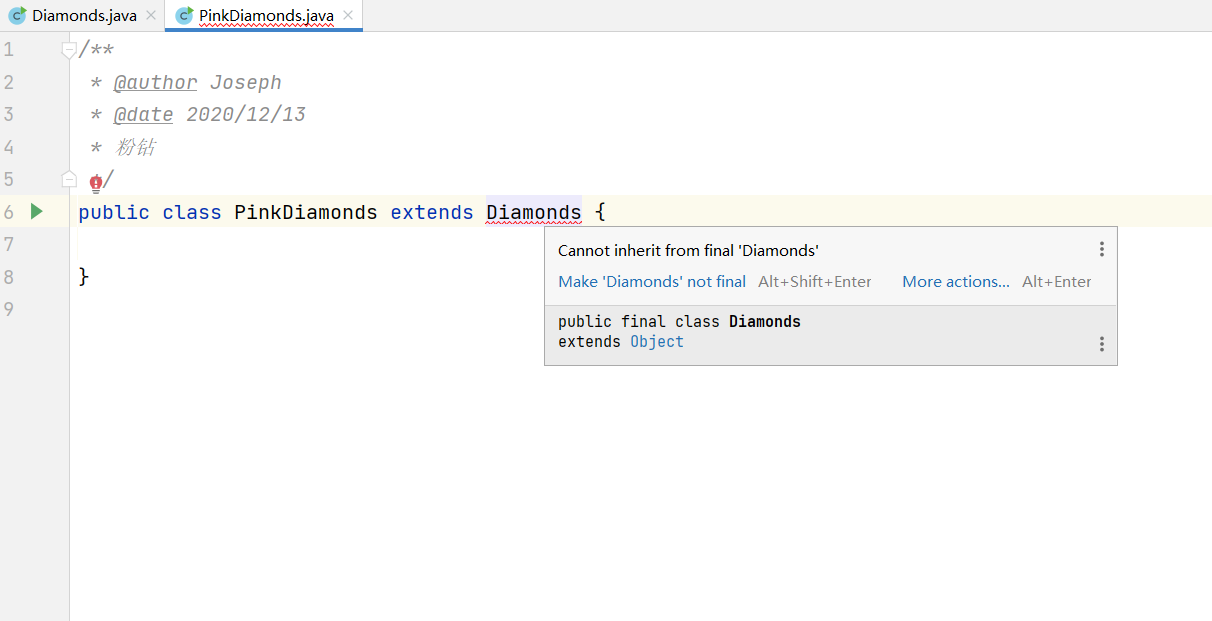 Diamonds.java PinkDiamonds.java
1 /**
2 * @author Joseph
3 * @date 2020/12/13
4 * 粉钻
5 */
6 public class PinkDiamonds extends Diamonds {
7
Cannot inherit from final 'Diamonds'
Make 'Diamonds' not final Alt+Shift+Enter More actions... Alt+Enter
public final class Diamonds
extends Object
8 }
9